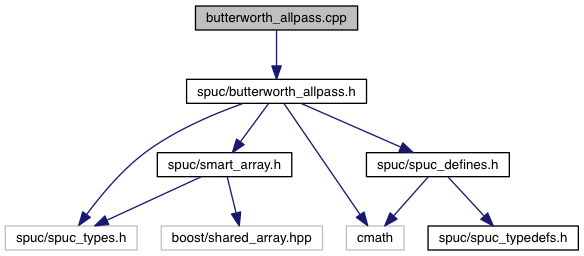 butterworth_allpass.cpp
spuc/butterworth_allpass.h
spuc/smart_array.h
spuc/spuc_defines.h
spuc/spuc_types.h
boost/shared_array.hpp
cmath
spuc/spuc_typedefs.h